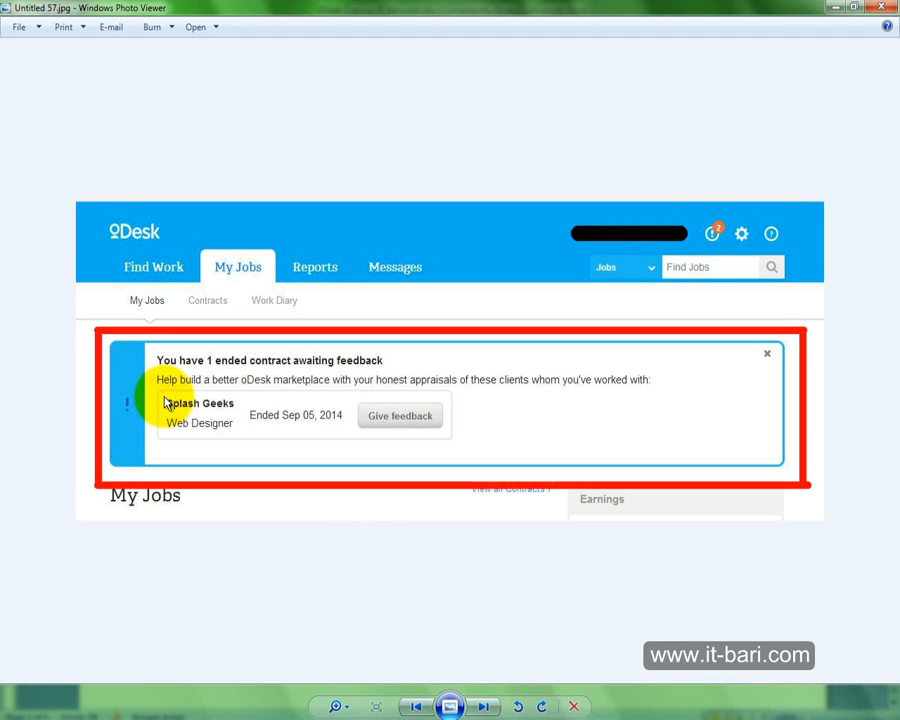 Untitled 57.jpg - Windows Photo Viewer
File Print E-mail Burn Open
oDesk
2
Find Work My Jobs Reports Messages Jobs Find Jobs
My Jobs Contracts Work Diary
You have 1 ended contract awaiting feedback
Help build a better oDesk marketplace with your honest appraisals of these clients whom you've worked with:
Splash Geeks
Web Designer
Ended Sep 05, 2014
Give feedback
My Jobs
View all Contracts
Earnings
www.it-bari.com